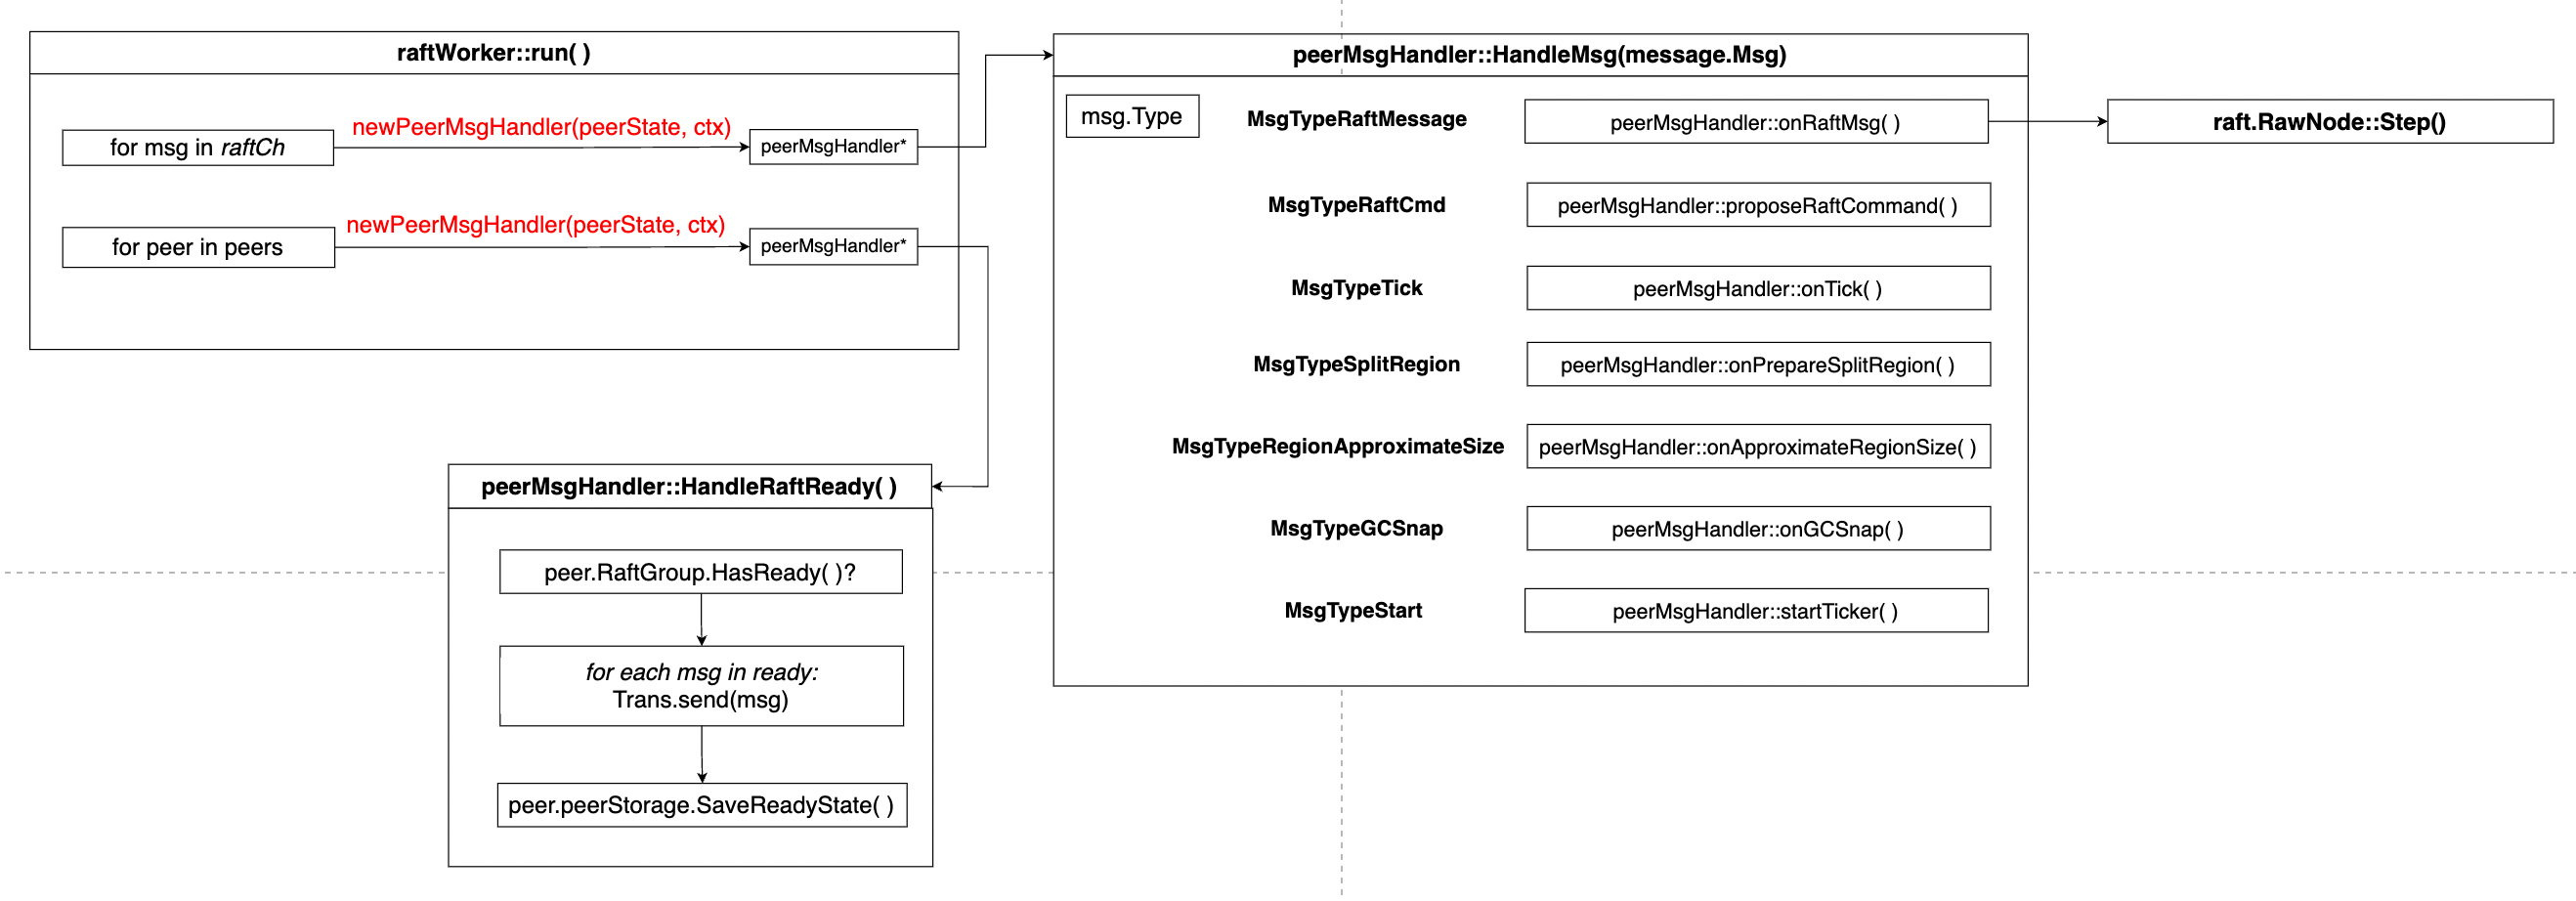 raftWorker::run( )
for msg in raftCh
newPeerMsgHandler(peerState, ctx)
peerMsgHandler*
for peer in peers
newPeerMsgHandler(peerState, ctx)
peerMsgHandler*
peerMsgHandler::HandleRaftReady( )
peer.RaftGroup.HasReady( )?
for each msg in ready:
Trans.send(msg)
peer.peerStorage.SaveReadyState( )
peerMsgHandler::HandleMsg(message.Msg)
msg.Type
MsgTypeRaftMessage
peerMsgHandler::onRaftMsg( )
raft.RawNode::Step()
MsgTypeRaftCmd
peerMsgHandler::proposeRaftCommand( )
MsgTypeTick
peerMsgHandler::onTick( )
MsgTypeSplitRegion
peerMsgHandler::onPrepareSplitRegion( )
MsgTypeRegionApproximateSize
peerMsgHandler::onApproximateRegionSize( )
MsgTypeGCSnap
peerMsgHandler::onGCSnap( )
MsgTypeStart
peerMsgHandler::startTicker( )